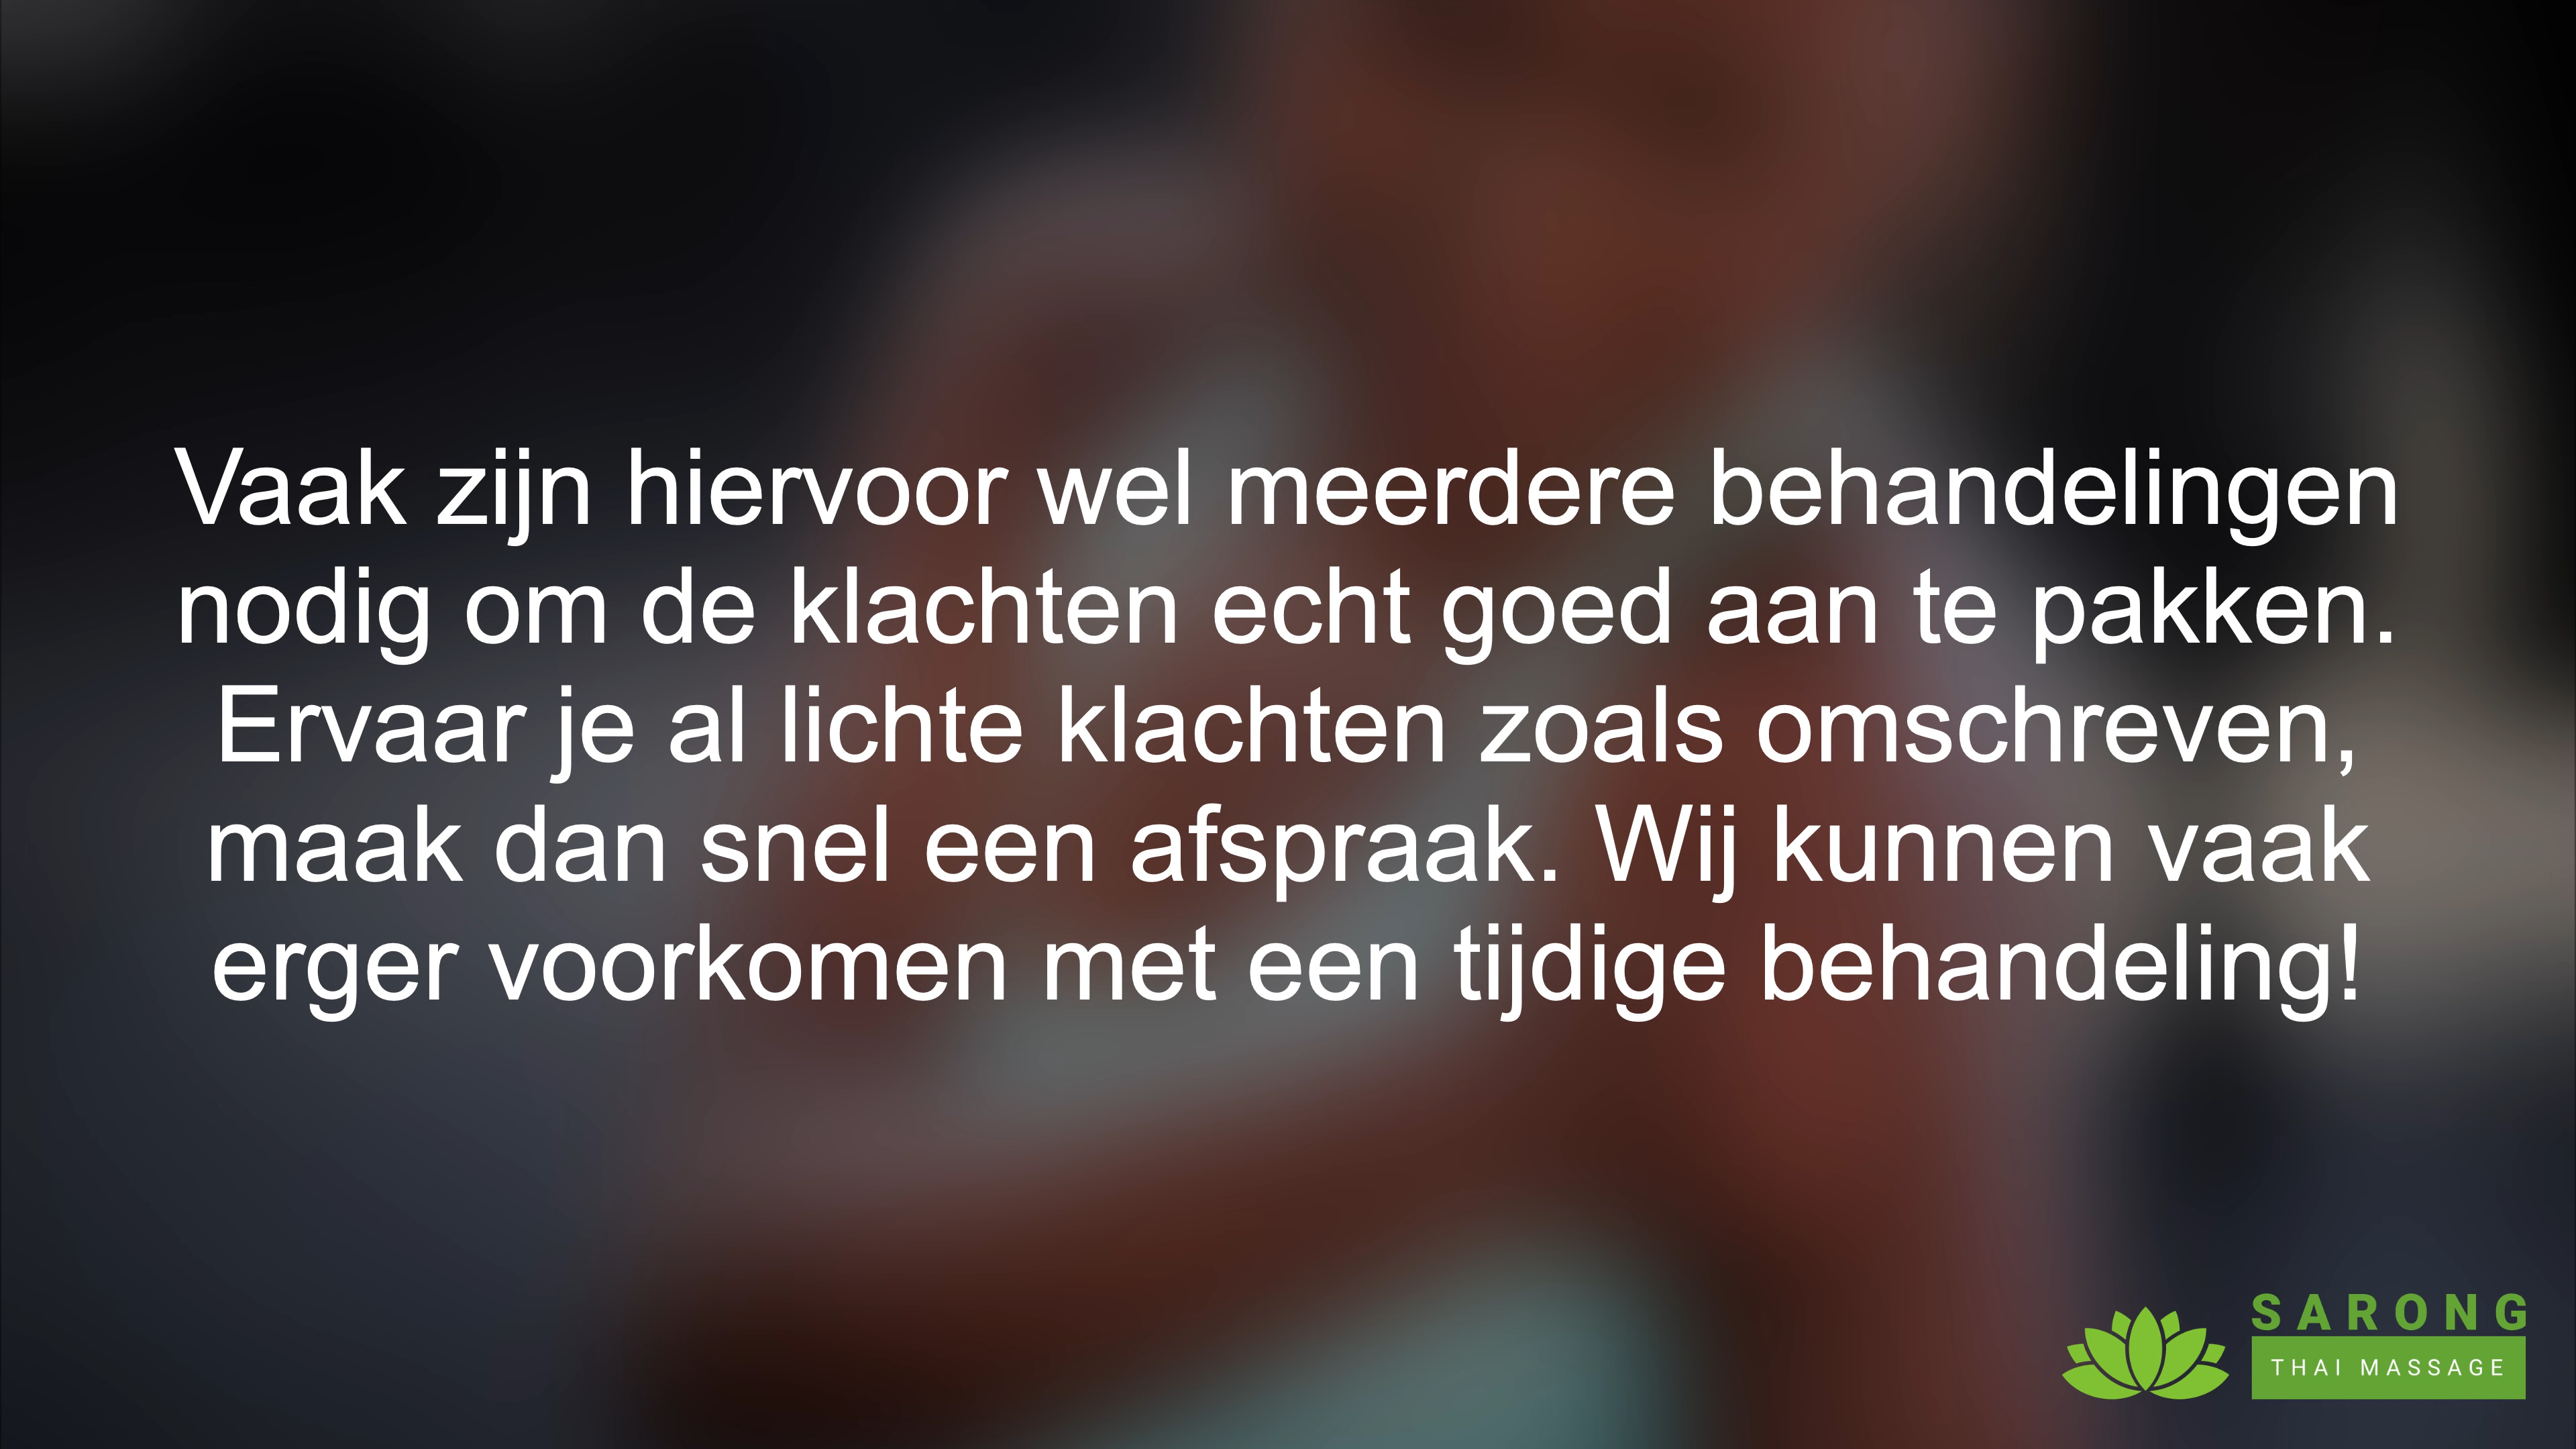 Vaak zijn hiervoor wel meerdere behandelingen
nodig om de klachten echt goed aan te pakken.
Ervaar je al lichte klachten zoals omschreven,
maak dan snel een afspraak. Wij kunnen vaak
erger voorkomen met een tijdige behandeling!
SARONG
THAI MASSAGE